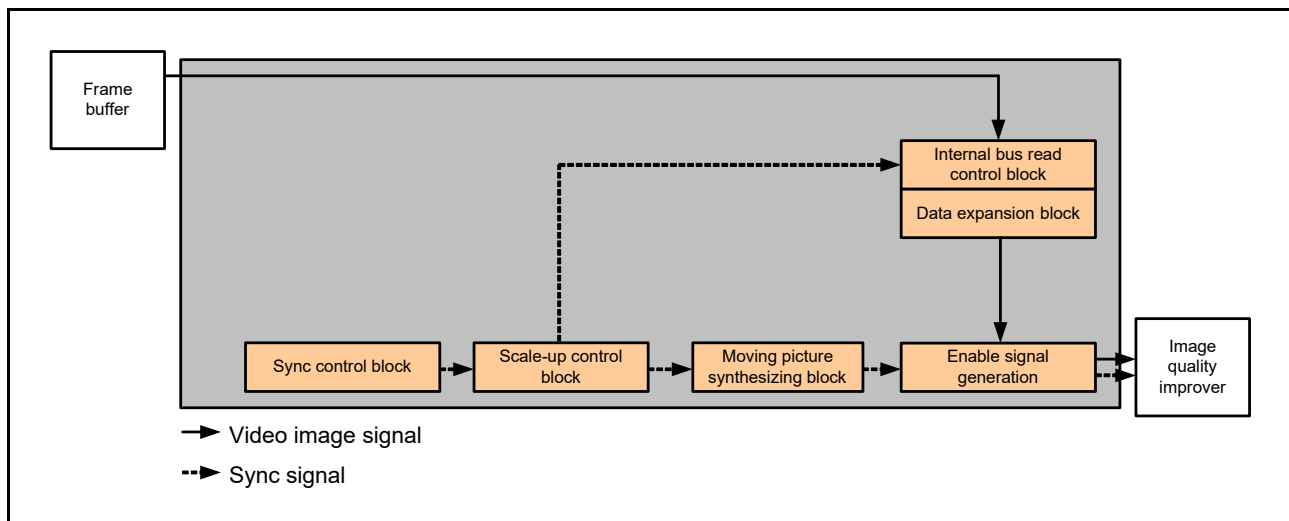 Frame
buffer
Internal bus read
control block
Data expansion block
Sync control block
Scale-up control
block
Moving picture
synthesizing block
Enable signal
generation
Image
quality
improver
Video image signal
Sync signal